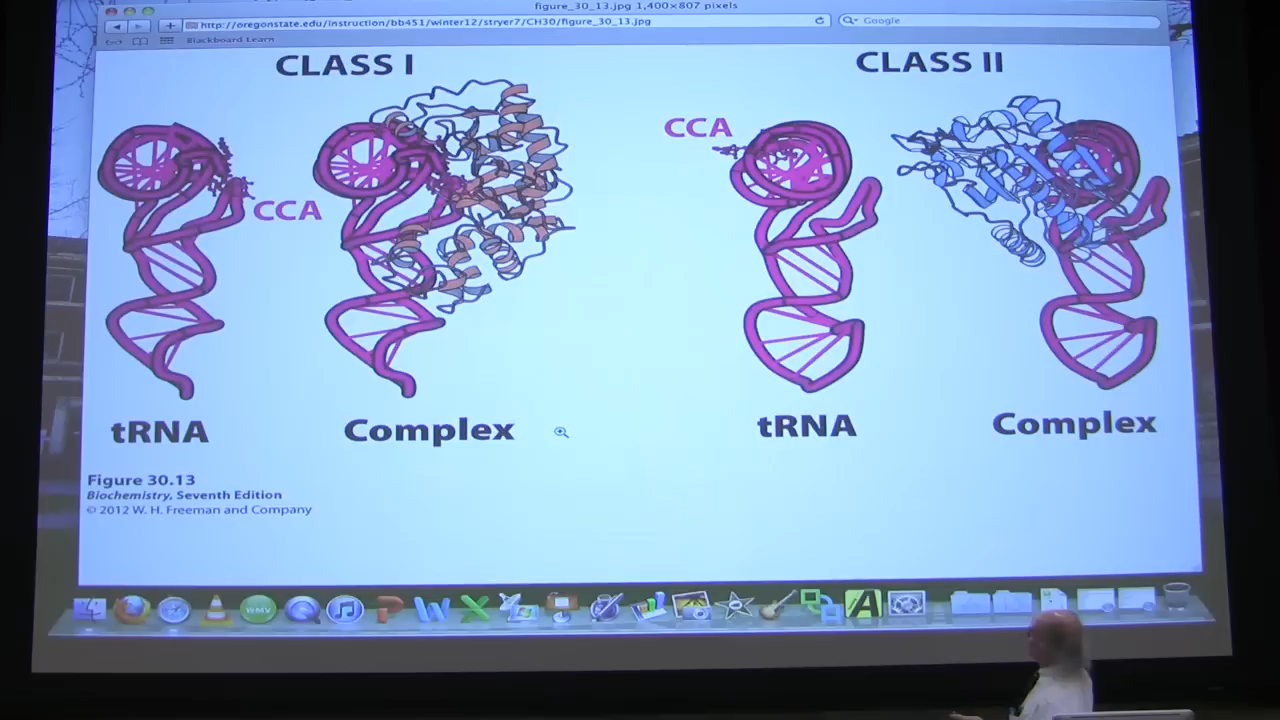 figure_30_13.jpg 1,400×807 pixels
http://oregonstate.edu/instruction/bb451/winter12/stryer7/CH30/figure_30_13.jpg
Google
Blackboard Learn
CLASS I
CLASS II
CCA
CCA
tRNA
Complex
tRNA
Complex
Figure 30.13
Biochemistry, Seventh Edition
© 2012 W. H. Freeman and Company
WMV